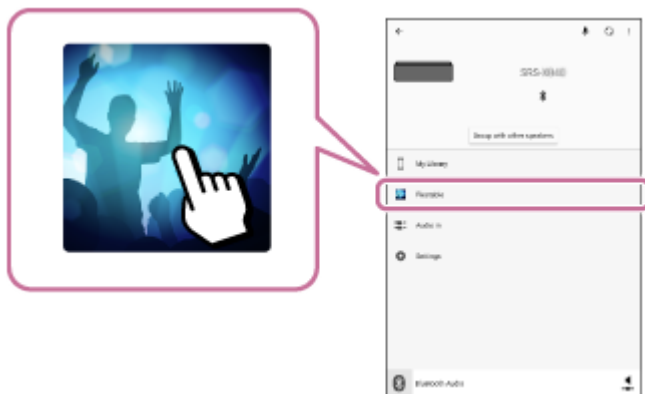 SRS-XB40
Group with other speakers
My Library
Fiestable
Audio in
Settings
Bluetooth Audio